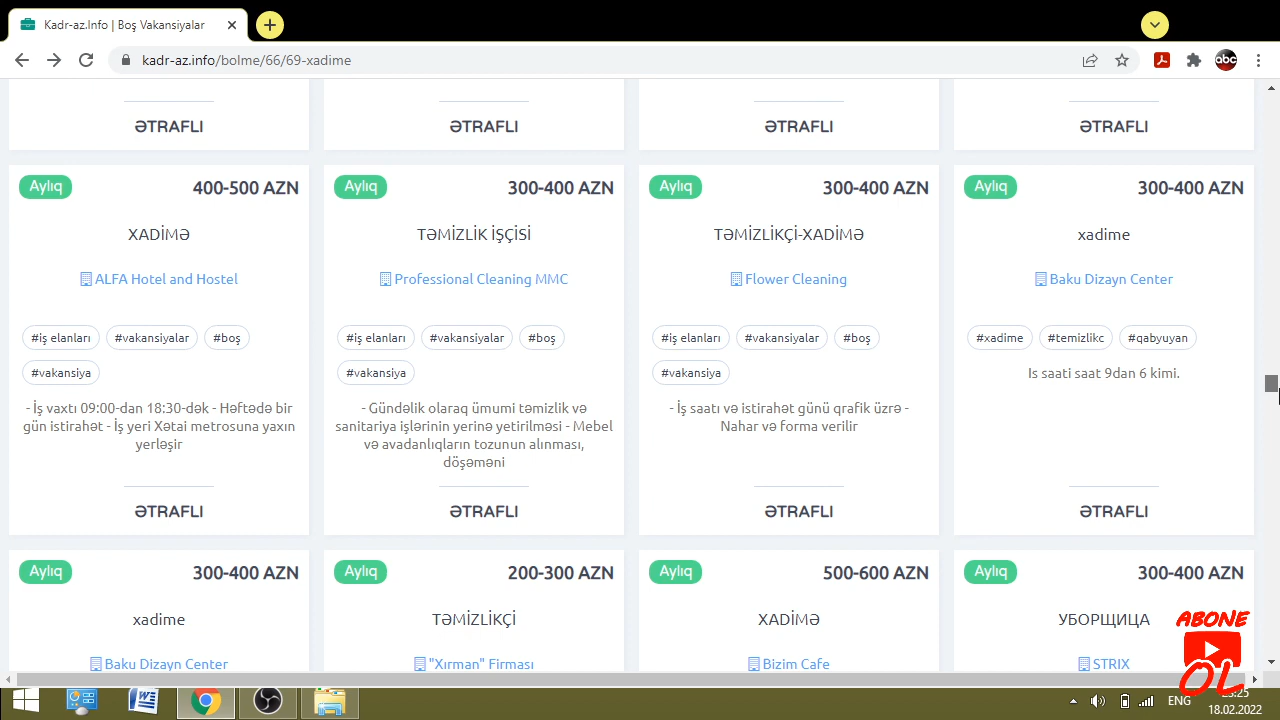 Kadr-az.Info | Boş Vakansiyalar
kadr-az.info/bolme/66/69-xadime
abc
ƏTRAFLI
ƏTRAFLI
ƏTRAFLI
ƏTRAFLI
Aylıq
400-500 AZN
XADİMƏ
ALFA Hotel and Hostel
#iş elanları #vakansiyalar #boş
#vakansiya
- İş vaxtı 09:00-dan 18:30-dək - Həftədə bir
gün istirahət - İş yeri Xətai metrosuna yaxın
yerləşir
ƏTRAFLI
Aylıq
300-400 AZN
TƏMİZLİK İŞÇİSİ
Professional Cleaning MMC
#iş elanları #vakansiyalar #boş
#vakansiya
- Gündəlik olaraq ümumi təmizlik və
sanitariya işlərinin yerinə yetirilməsi - Mebel
və avadanlıqların tozunun alınması,
döşəməni
ƏTRAFLI
Aylıq
300-400 AZN
TƏMİZLİKÇİ-XADİMƏ
Flower Cleaning
#iş elanları #vakansiyalar #boş
#vakansiya
- İş saatı və istirahət günü qrafik üzrə -
Nahar və forma verilir
ƏTRAFLI
Aylıq
300-400 AZN
xadime
Baku Dizayn Center
#xadime #temizlikc #qabyuyan
Is saati saat 9dan 6 kimi.
ƏTRAFLI
Aylıq
300-400 AZN
xadime
Baku Dizayn Center
Aylıq
200-300 AZN
TƏMİZLİKÇİ
"Xırman" Firması
Aylıq
500-600 AZN
XADİMƏ
Bizim Cafe
Aylıq
300-400 AZN
УБОРЩИЦА
STRIX
ABONE
OL
ENG
18.02.2022